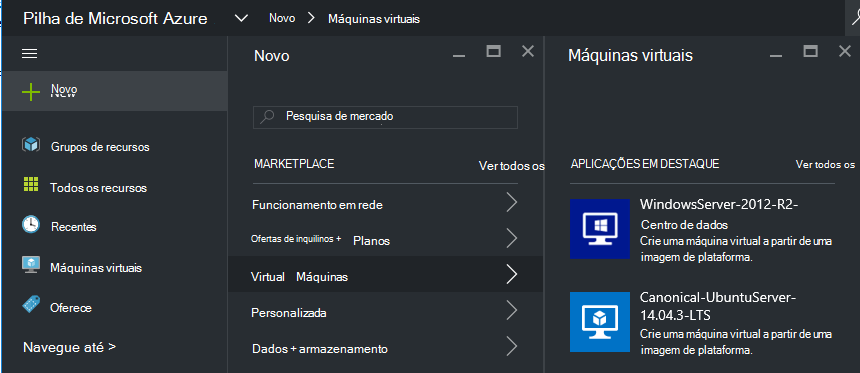 Pilha de Microsoft Azure Novo Máquinas virtuais
Novo
Grupos de recursos
Todos os recursos
Recentes
Máquinas virtuais
Oferece
Navegue até >
Novo
Pesquisa de mercado
MARKETPLACE Ver todos os
Funcionamento em rede
Ofertas de inquilinos + Planos
Virtual Máquinas
Personalizada
Dados + armazenamento
Máquinas virtuais
APLICAÇÕES EM DESTAQUE Ver todos os
WindowsServer-2012-R2-
Centro de dados
Crie uma máquina virtual a partir de uma
imagem de plataforma.
Canonical-UbuntuServer-
14.04.3-LTS
Crie uma máquina virtual a partir de uma
imagem de plataforma.